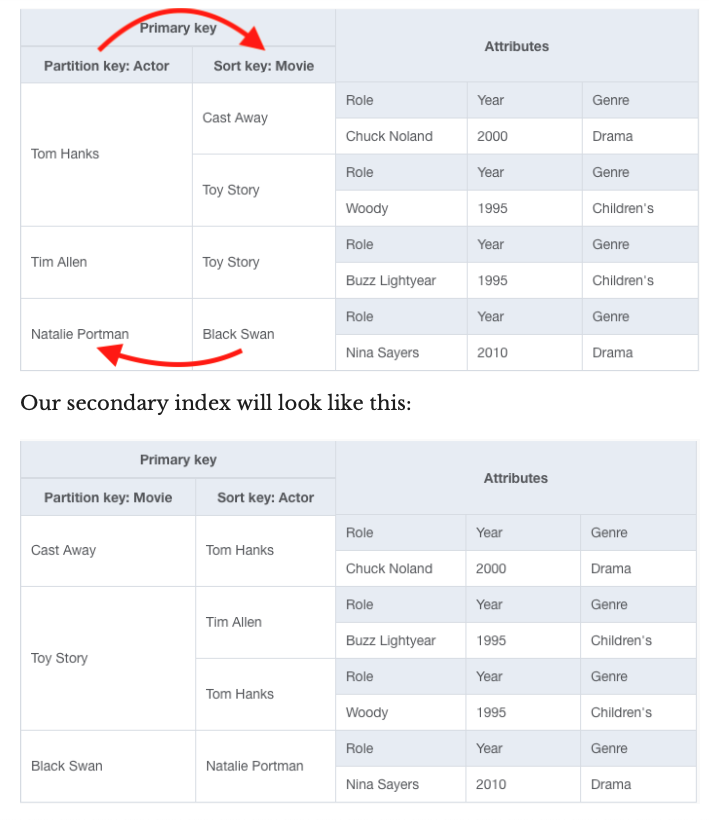 Primary key
Attributes
Partition key: Actor Sort key: Movie
Role Year Genre
Cast Away
Chuck Noland 2000 Drama
Tom Hanks
Role Year Genre
Toy Story
Woody 1995 Children's
Role Year Genre
Tim Allen Toy Story
Buzz Lightyear 1995 Children's
Role Year Genre
Natalie Portman Black Swan
Nina Sayers 2010 Drama
Our secondary index will look like this:
Primary key
Attributes
Partition key: Movie Sort key: Actor
Role Year Genre
Cast Away Tom Hanks
Chuck Noland 2000 Drama
Role Year Genre
Tim Allen
Buzz Lightyear 1995 Children's
Toy Story
Role Year Genre
Tom Hanks
Woody 1995 Children's
Role Year Genre
Black Swan Natalie Portman
Nina Sayers 2010 Drama